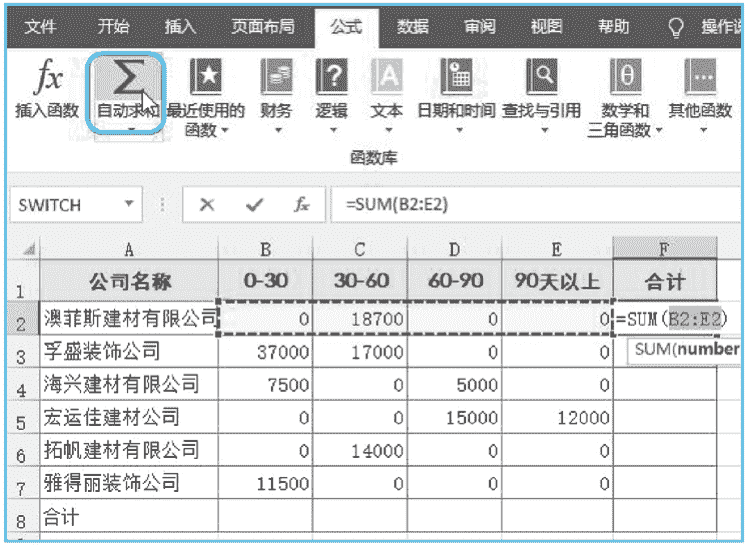 文件 开始 插入 页面布局 公式 数据 审阅 视图 帮助 操作说
fx Σ ★ ? A θ ...
插入函数 自动求和 最近使用的 财务 逻辑 文本 日期和时间 查找与引用 数学和 其他函数
函数 三角函数
函数库
SWITCH fx =SUM(B2:E2)
A B C D E F
1 公司名称 0-30 30-60 60-90 90天以上 合计
2 澳菲斯建材有限公司 0 18700 0 0 =SUM(B2:E2)
3 孚盛装饰公司 37000 17000 0 0 SUM(number
4 海兴建材有限公司 7500 0 5000 0
5 宏运佳建材公司 0 0 15000 12000
6 拓帆建材有限公司 0 14000 0 0
7 雅得丽装饰公司 11500 0 0 0
8 合计